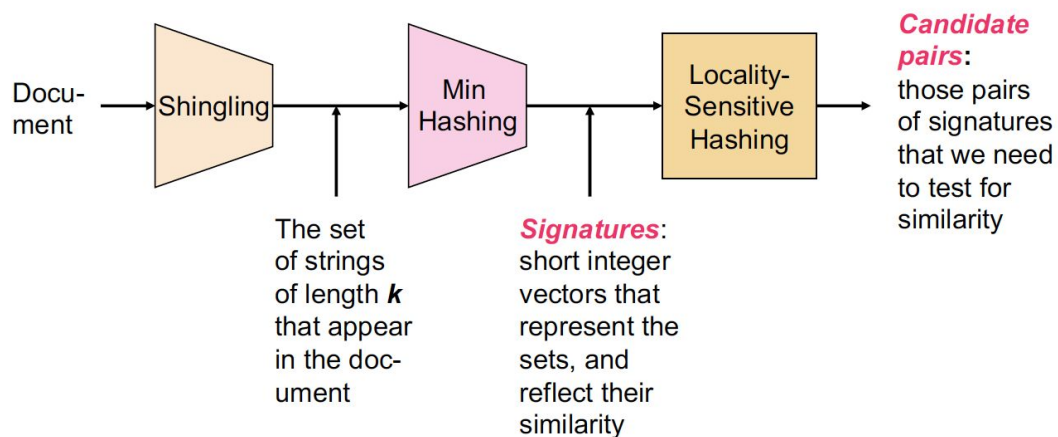 Docu-
ment
Shingling
The set
of strings
of length k
that appear
in the doc-
ument
Min
Hashing
Signatures:
short integer
vectors that
represent the
sets, and
reflect their
similarity
Locality-
Sensitive
Hashing
Candidate
pairs:
those pairs
of signatures
that we need
to test for
similarity